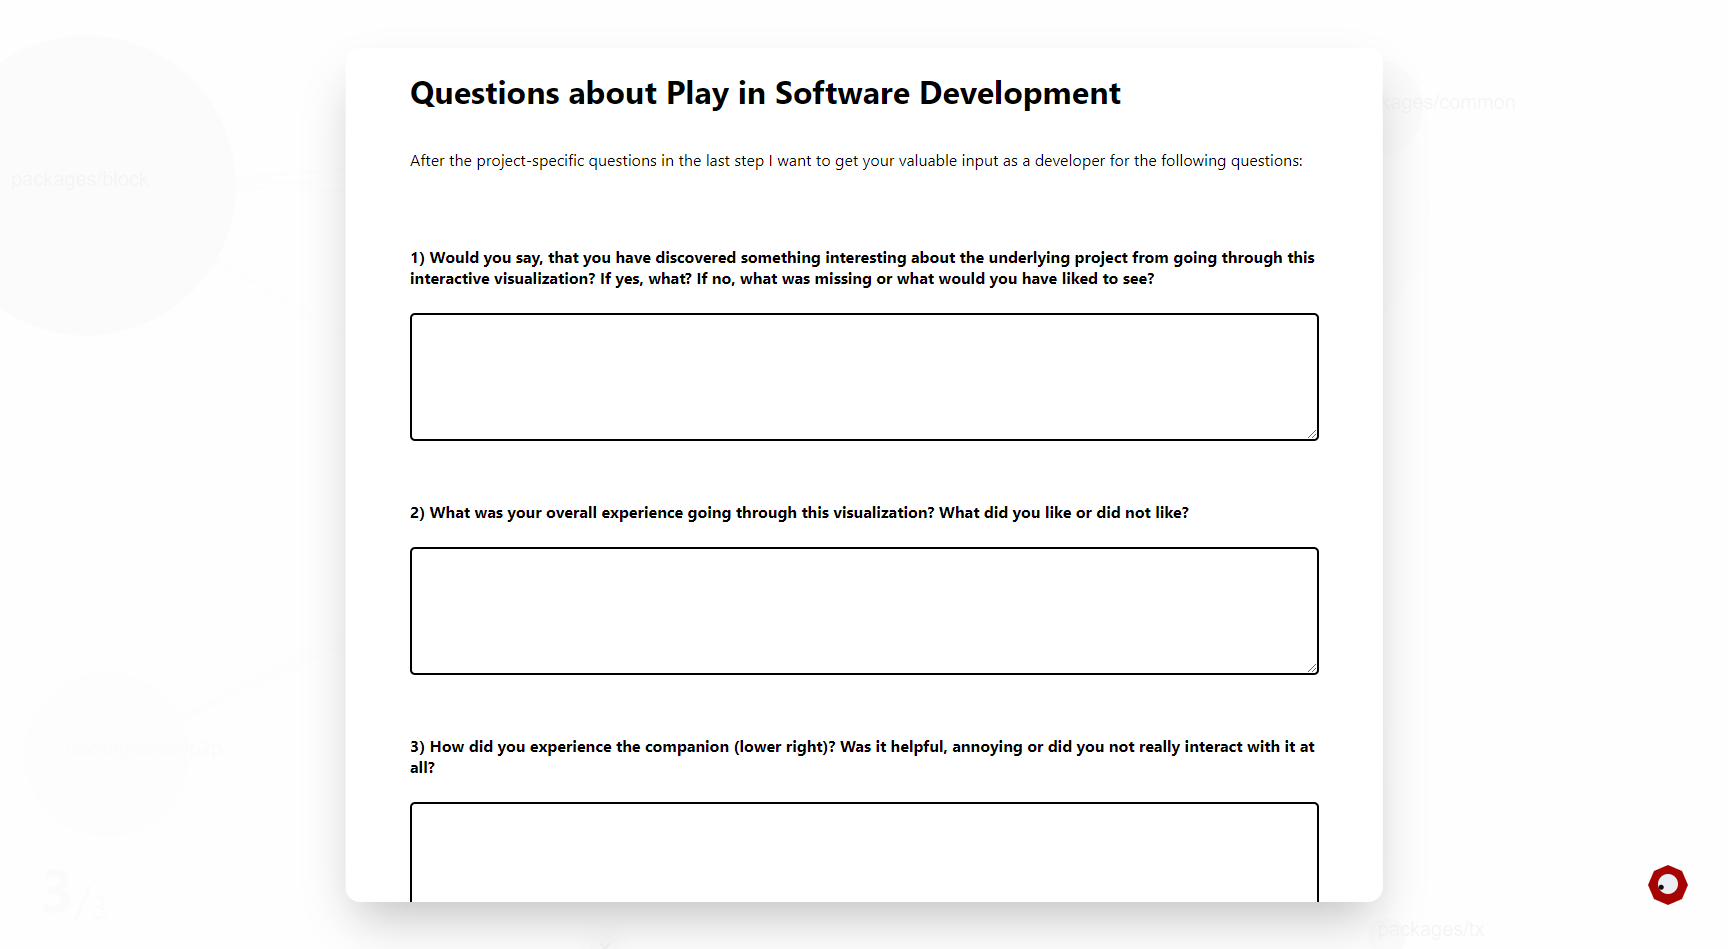 Questions about Play in Software Development
After the project-specific questions in the last step I want to get your valuable input as a developer for the following questions:
1) Would you say, that you have discovered something interesting about the underlying project from going through this
interactive visualization? If yes, what? If no, what was missing or what would you have liked to see?
2) What was your overall experience going through this visualization? What did you like or did not like?
3) How did you experience the companion (lower right)? Was it helpful, annoying or did you not really interact with it at
all?
packages/block
kages/common
packages/tx
3/3